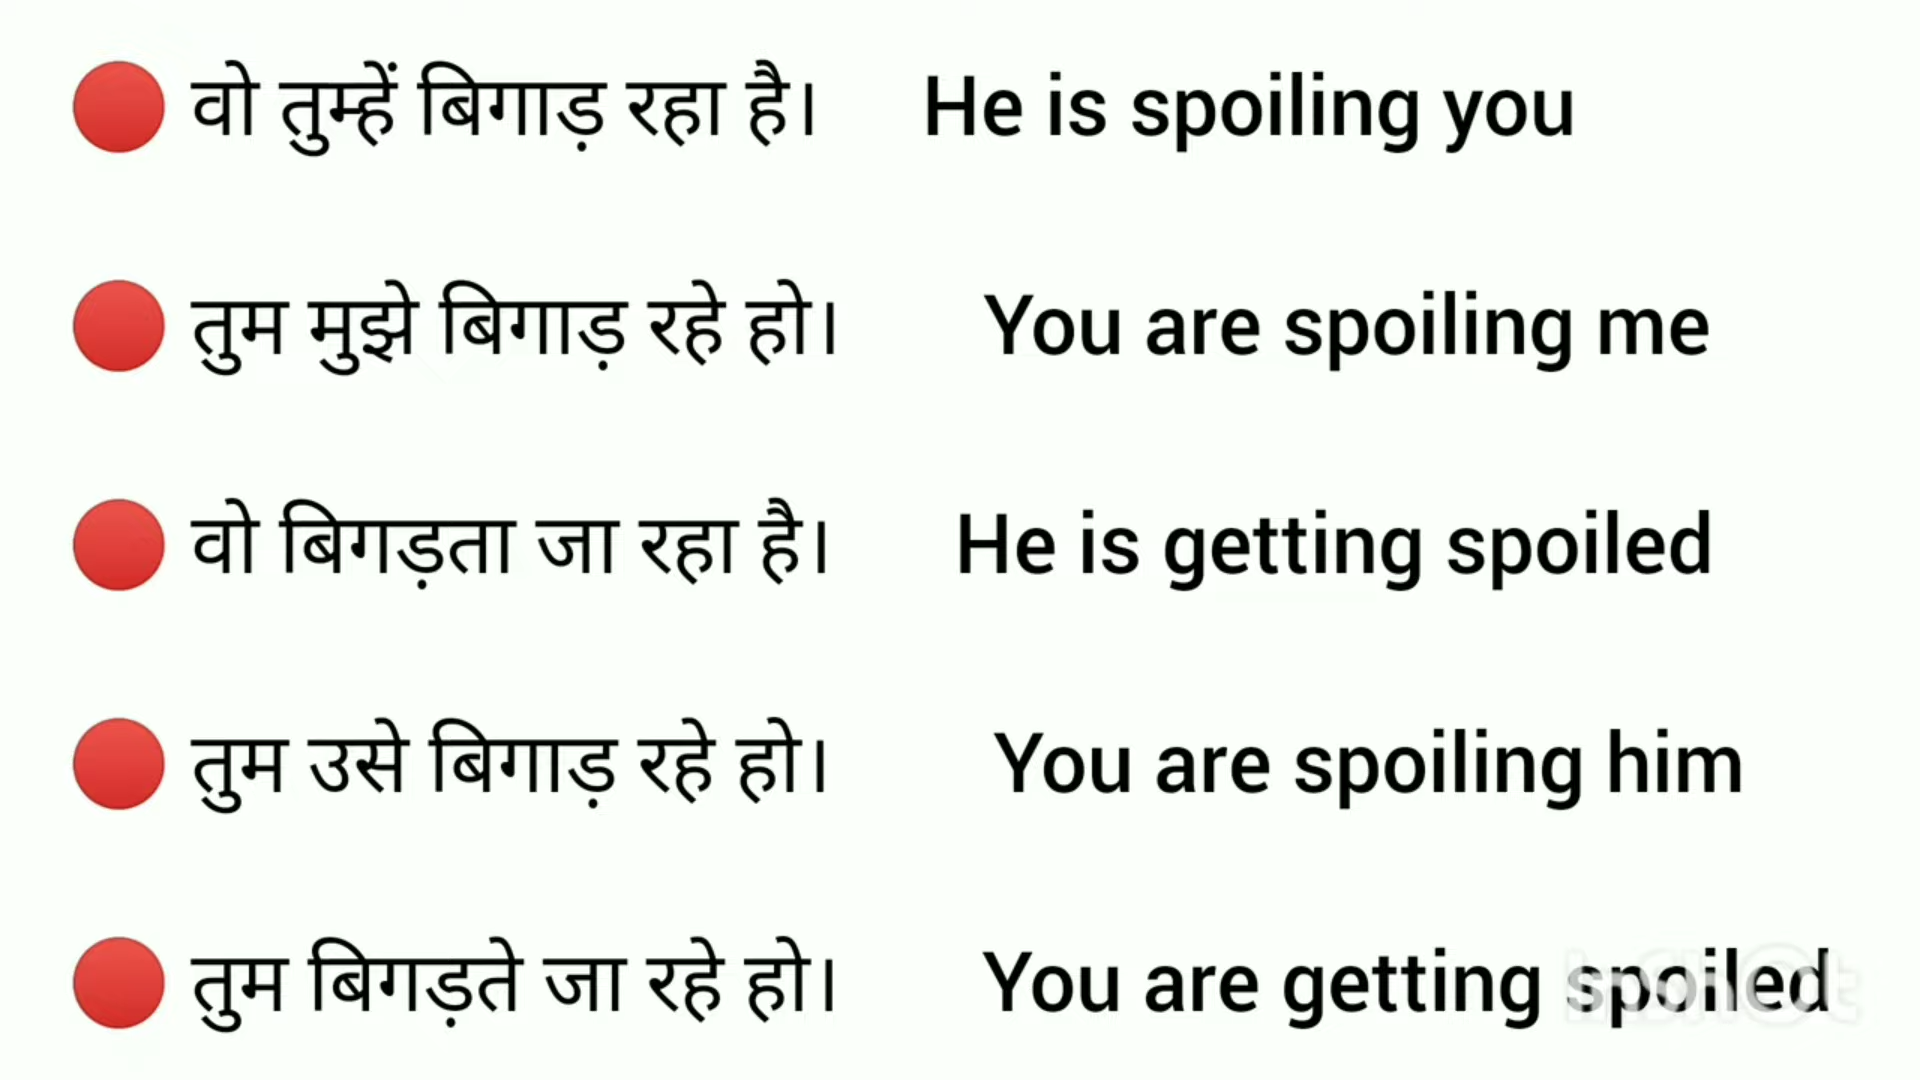 वो तुम्हें बिगाड़ रहा है। He is spoiling you
तुम मुझे बिगाड़ रहे हो। You are spoiling me
वो बिगड़ता जा रहा है। He is getting spoiled
तुम उसे बिगाड़ रहे हो। You are spoiling him
तुम बिगड़ते जा रहे हो। You are getting spoiled
InShOt